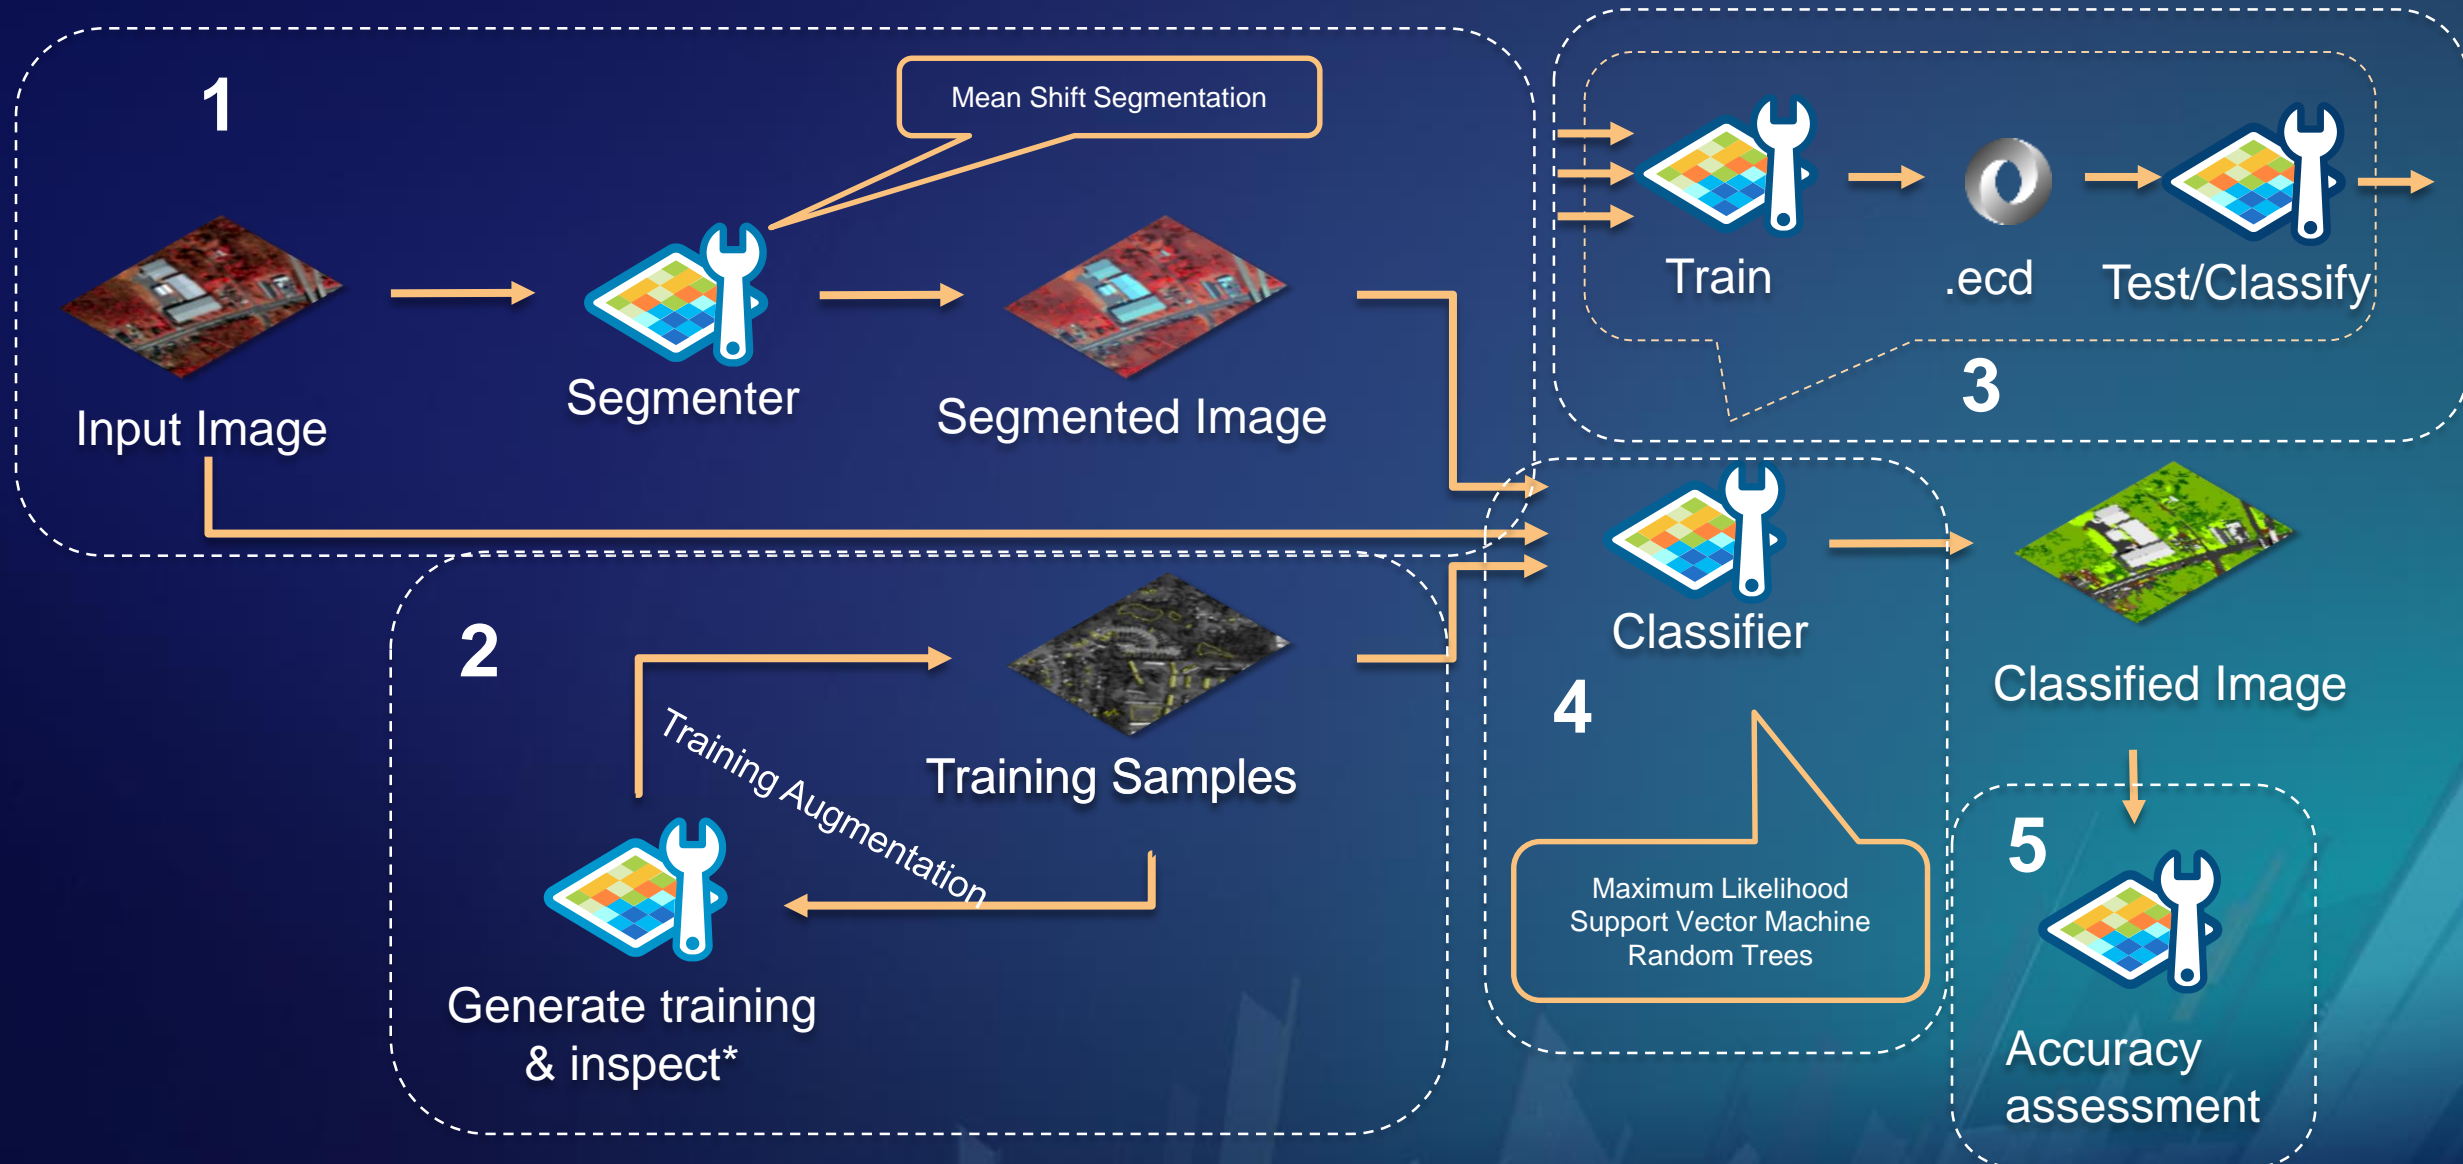 1
Mean Shift Segmentation
Input Image
Segmenter
Segmented Image
Train
.ecd
Test/Classify
3
2
Training Augmentation
Training Samples
Generate training
& inspect*
Classifier
4
Maximum Likelihood
Support Vector Machine
Random Trees
Classified Image
5
Accuracy
assessment